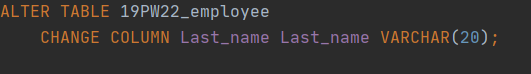 ALTER TABLE 19PW22_employee
CHANGE COLUMN Last_name Last_name VARCHAR(20);